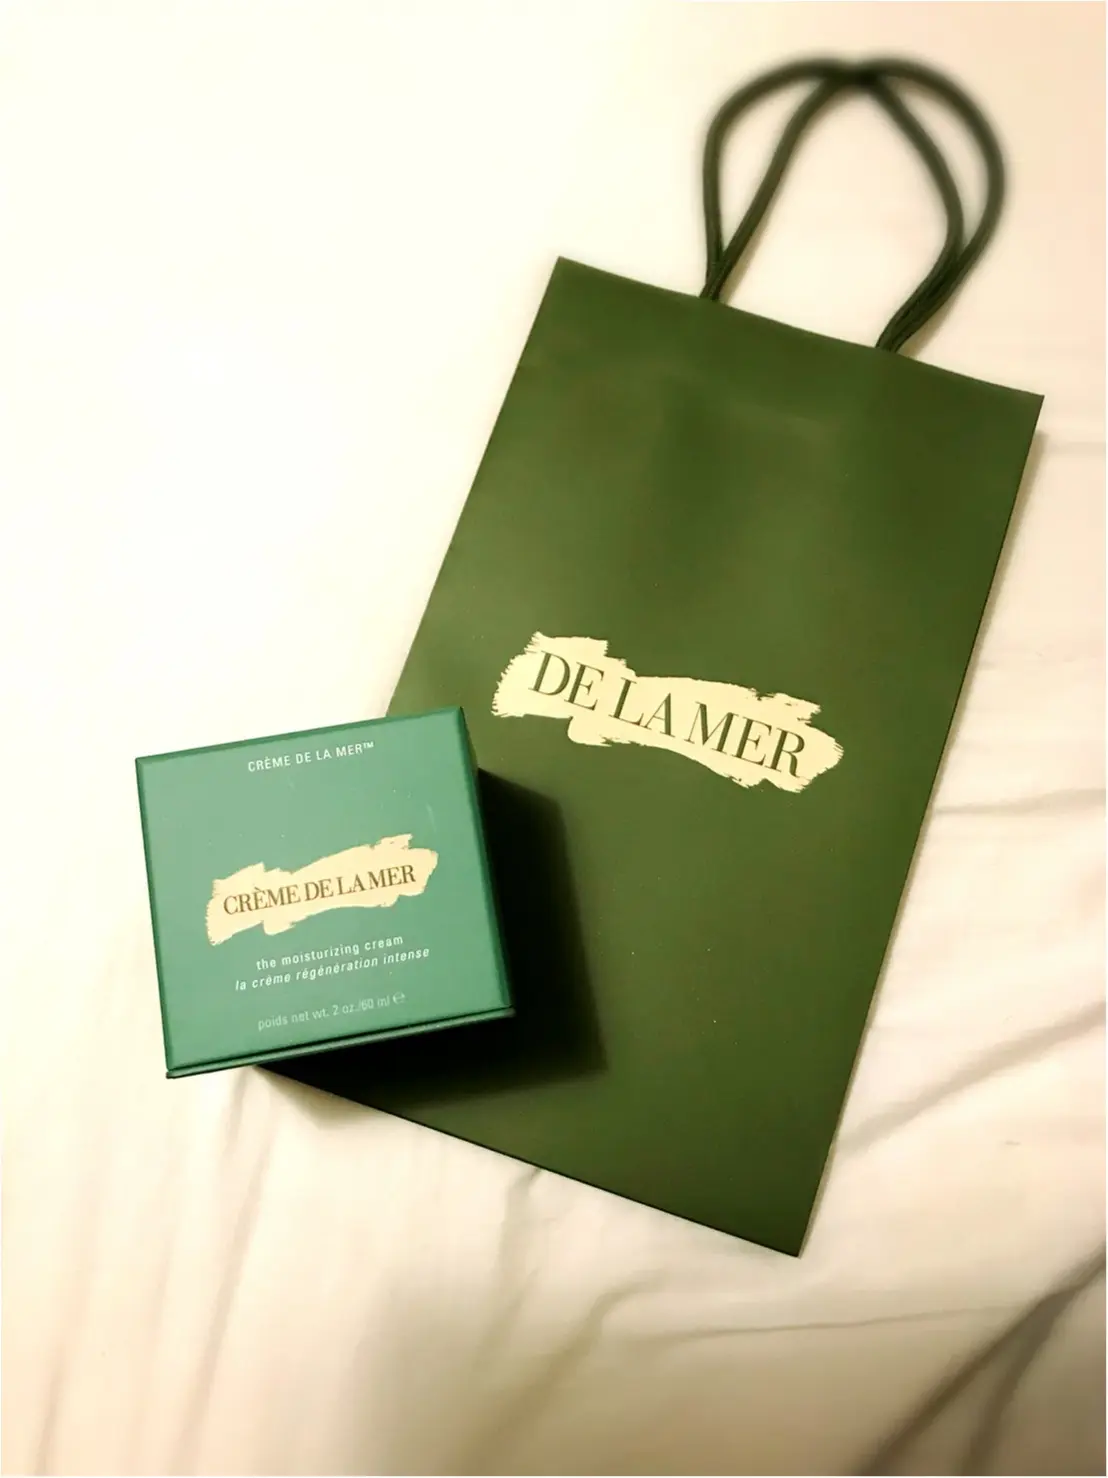 DE LA MER
CRÈME DE LA MER™
CRÈME DE LA MER
the moisturizing cream
la crème régénération intense
poids net wt. 2 oz./60 ml ℮